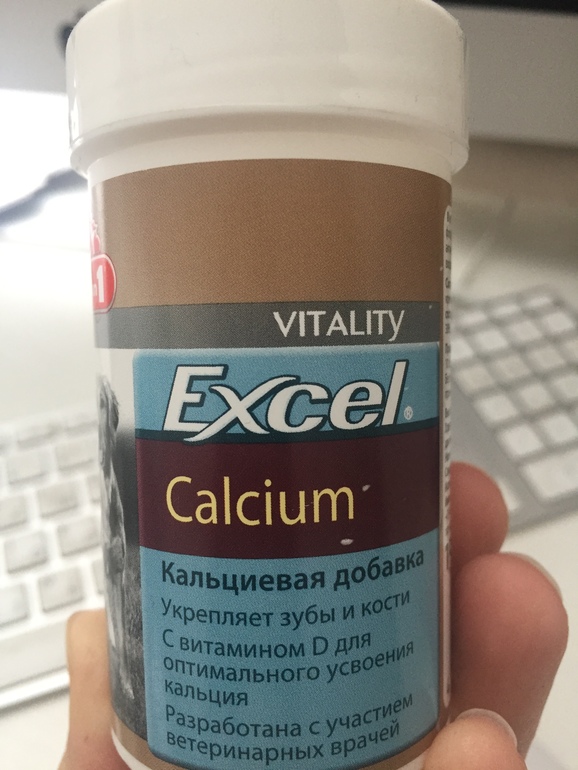 VITALITY
Excel®
Calcium
Кальциевая добавка
Укрепляет зубы и кости
С витамином D для
оптимального усвоения
кальция
Разработана с участием
ветеринарных врачей